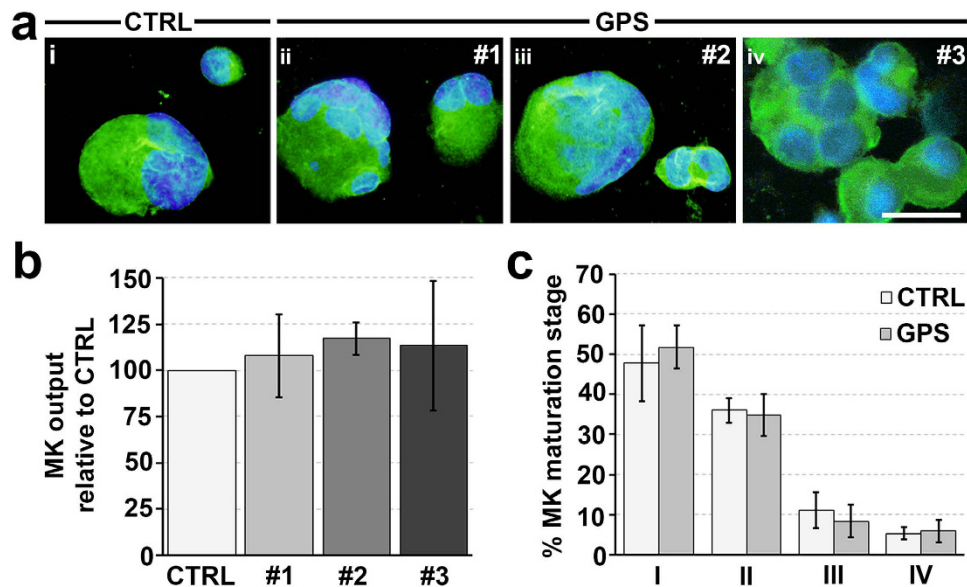 a
CTRL
GPS
i
ii
#1
iii
#2
iv
#3
b
MK output
relative to CTRL
150
125
100
75
50
25
0
CTRL
#1
#2
#3
c
% MK maturation stage
70
60
50
40
30
20
10
0
CTRL
GPS
I
II
III
IV